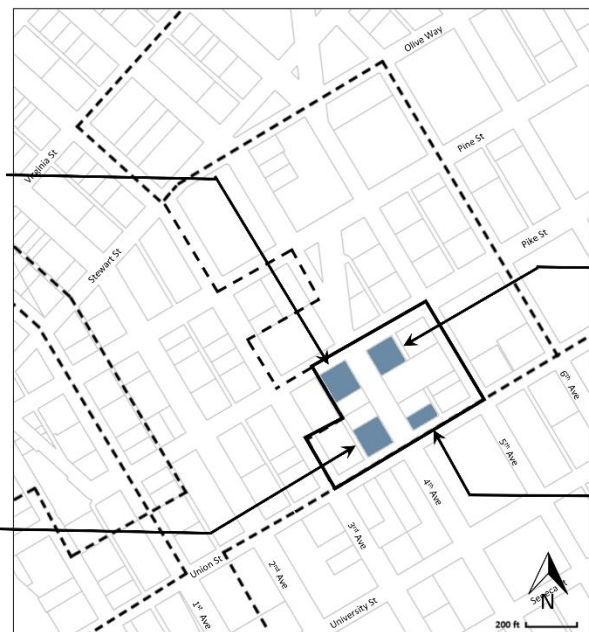 Olive Way
Pine St
Virginia St
Pike St
Stewart St
6th Ave
5th Ave
4th Ave
3rd Ave
Union St
2nd Ave
1st Ave
University St
Seneca
N
200 ft